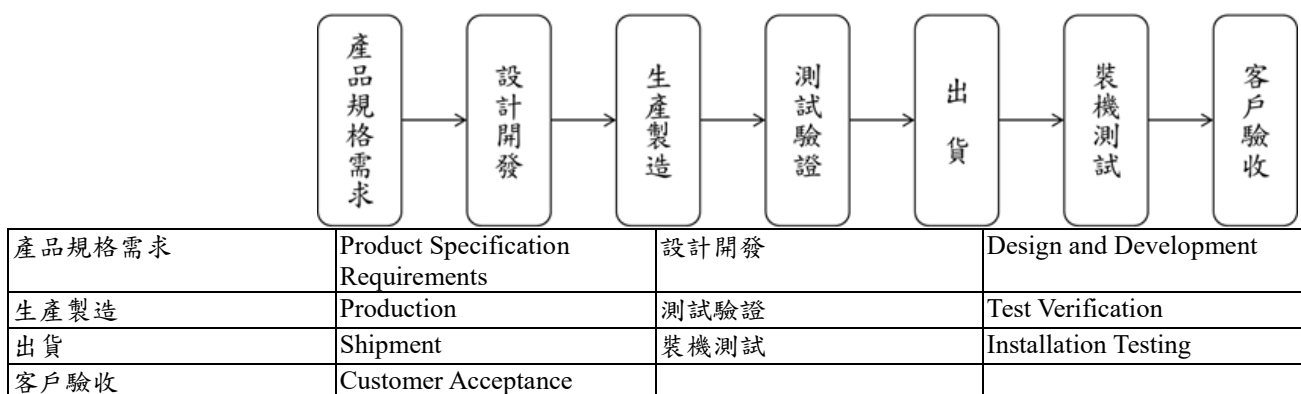 產品規格需求
設計開發
生產製造
測試驗證
出貨
裝機測試
客戶驗收
產品規格需求 Product Specification Requirements 設計開發 Design and Development
生產製造 Production 測試驗證 Test Verification
出貨 Shipment 裝機測試 Installation Testing
客戶驗收 Customer Acceptance